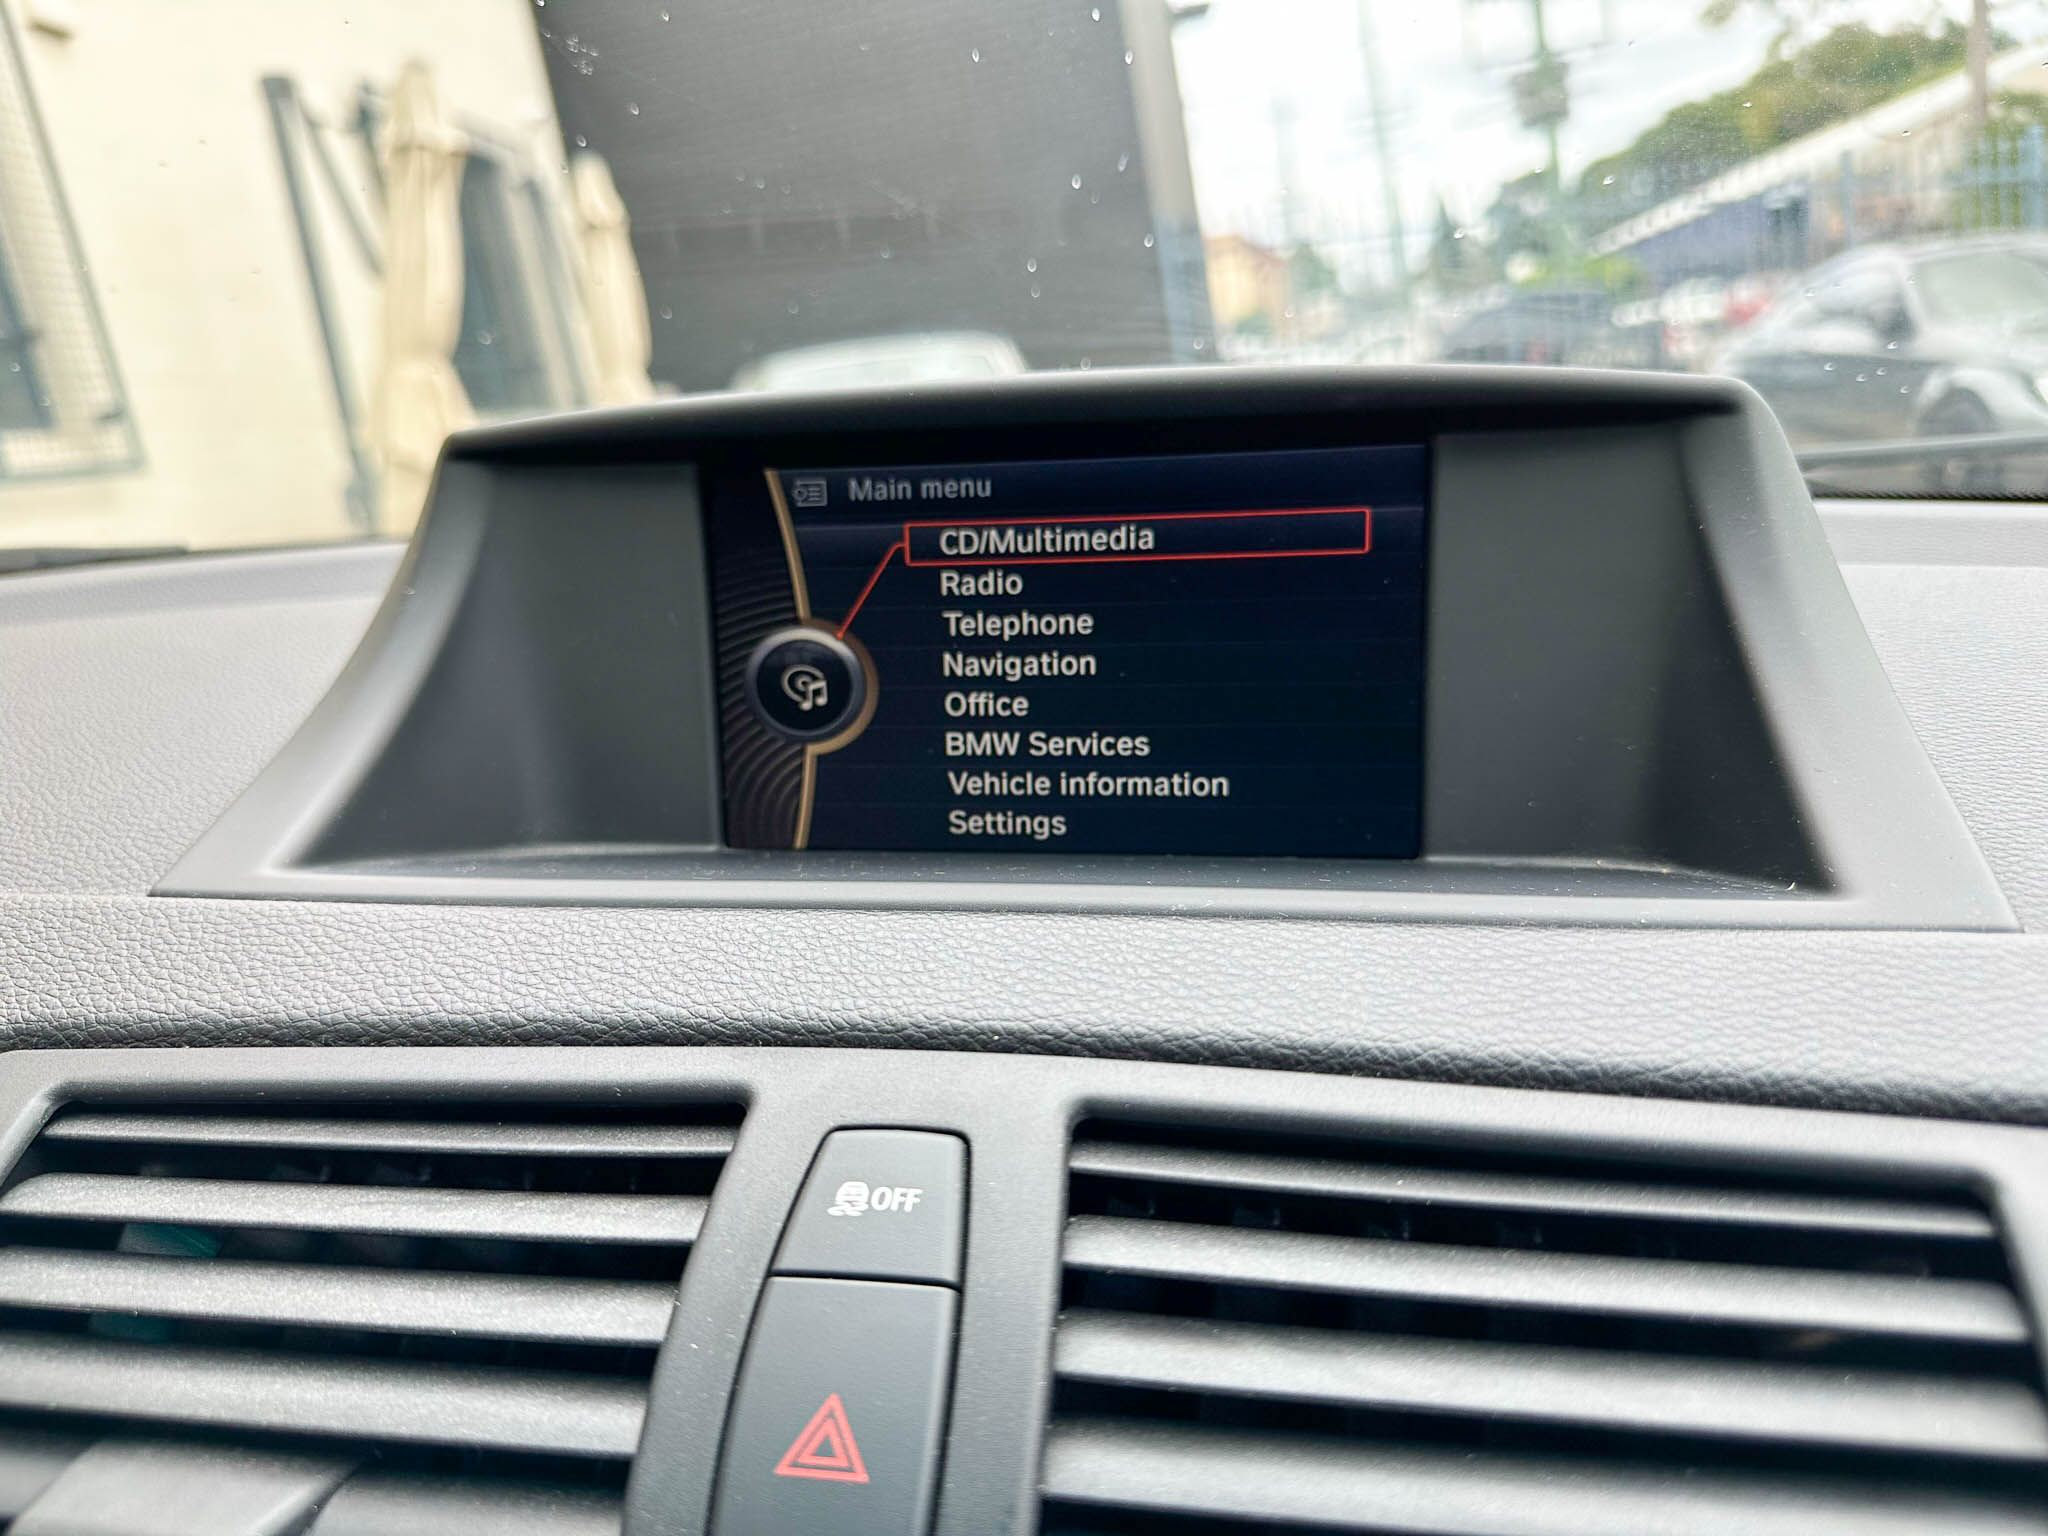 Main menu
CD/Multimedia
Radio
Telephone
Navigation
Office
BMW Services
Vehicle information
Settings
OFF